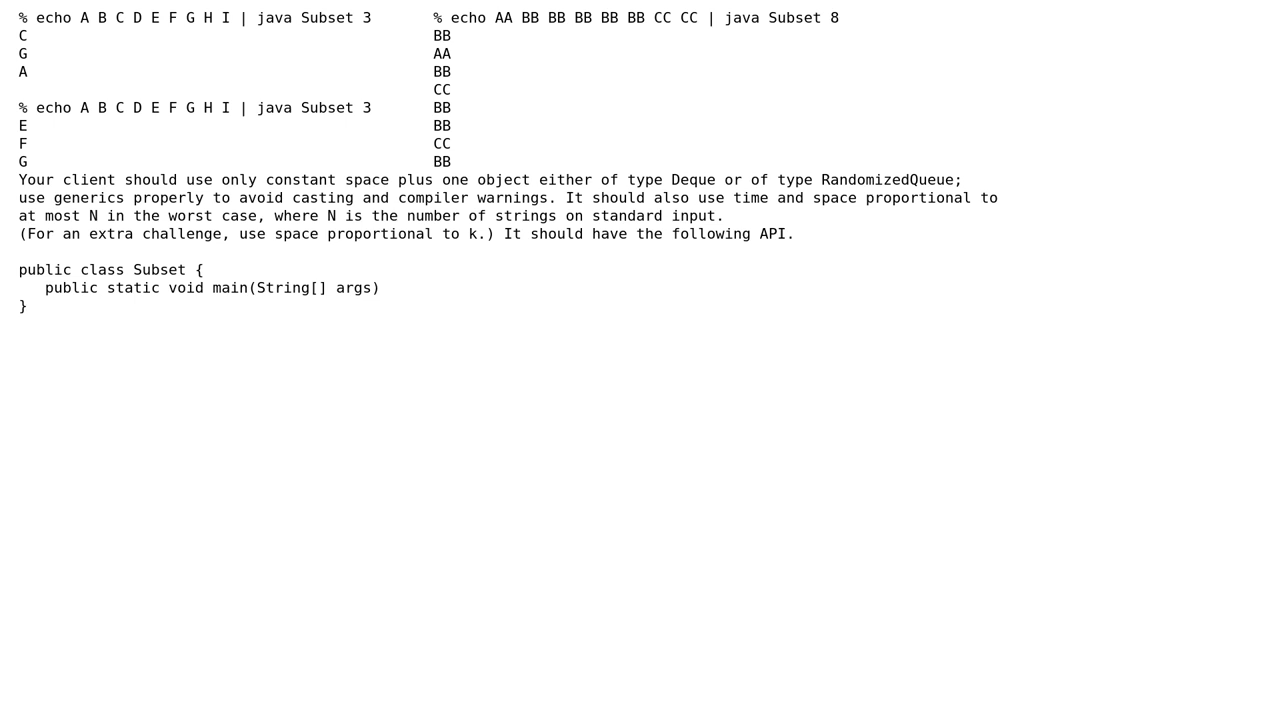 % echo A B C D E F G H I | java Subset 3       % echo AA BB BB BB BB BB CC CC | java Subset 8
C                                              BB
G                                              AA
A                                              BB
                                               CC
% echo A B C D E F G H I | java Subset 3       BB
E                                              BB
F                                              CC
G                                              BB
Your client should use only constant space plus one object either of type Deque or of type RandomizedQueue;
use generics properly to avoid casting and compiler warnings. It should also use time and space proportional to
at most N in the worst case, where N is the number of strings on standard input.
(For an extra challenge, use space proportional to k.) It should have the following API.

public class Subset {
   public static void main(String[] args)
}